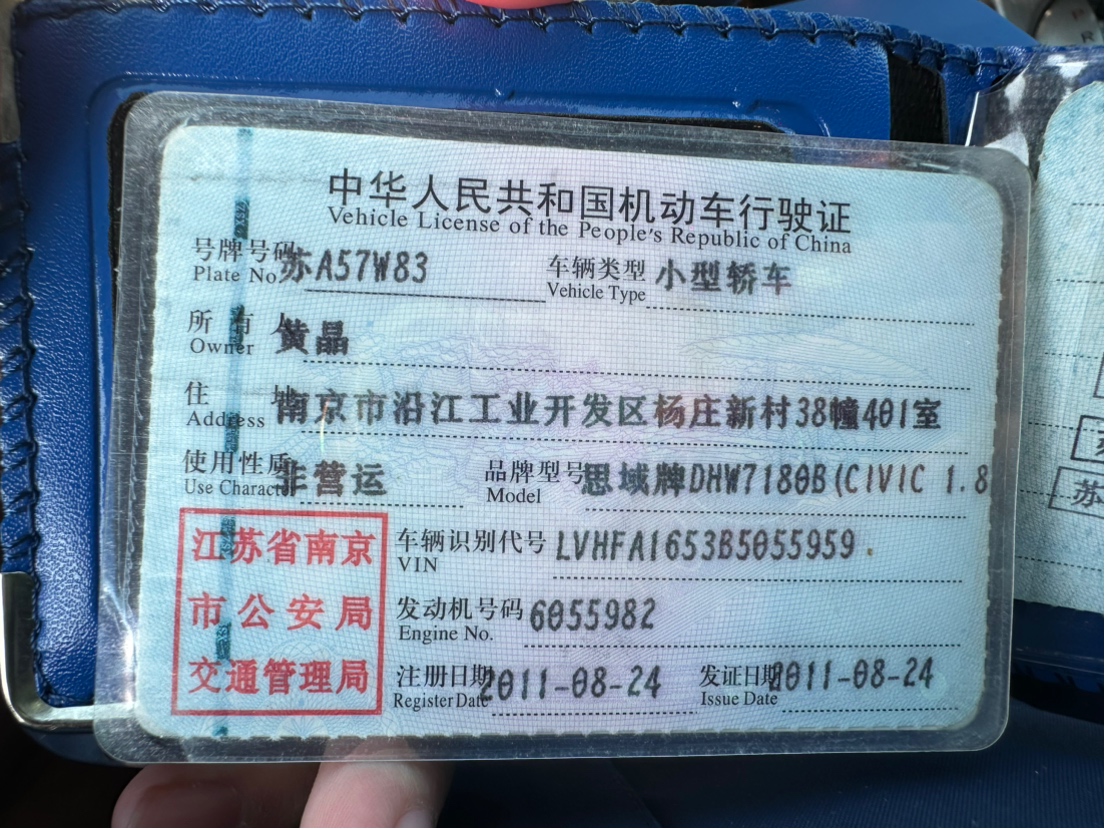 中华人民共和国机动车行驶证
Vehicle License of the People's Republic of China
号牌号码 苏A57W83 车辆类型 小型轿车
Plate No. Vehicle Type
所有人 黄晶
Owner
住址 南京市沿江工业开发区杨庄新村38幢401室
Address
使用性质 非营运 品牌型号 思域牌DHW7180B(CIVIC 1.8
Use Character Model
江苏省南京
市公安局
交通管理局
车辆识别代号 LVHFA1653B5055959
VIN
发动机号码 6055982
Engine No.
注册日期 2011-08-24 发证日期 2011-08-24
Register Date Issue Date
苏